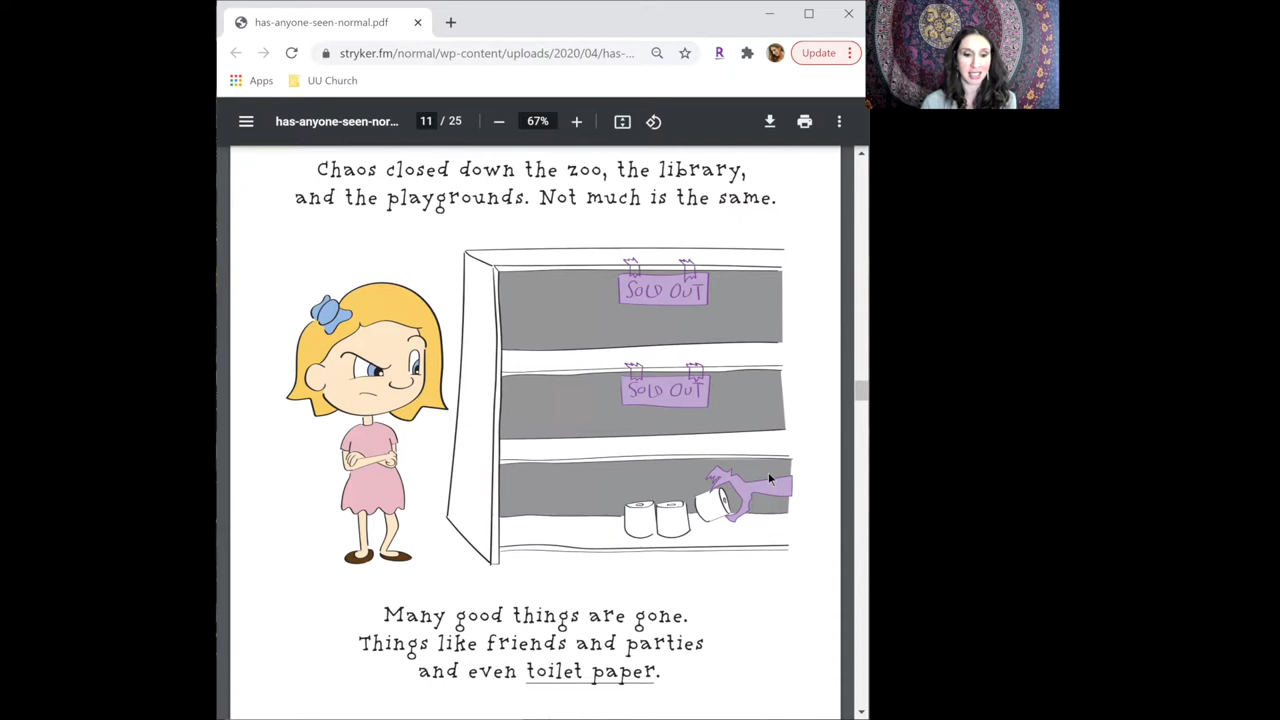 has-anyone-seen-normal.pdf
stryker.fm/normal/wp-content/uploads/2020/04/has-...
R
Update
Apps
UU Church
has-anyone-seen-nor...
11 / 25
67%
Chaos closed down the zoo, the library,
and the playgrounds. Not much is the same.
SOLD OUT
SOLD OUT
Many good things are gone.
Things like friends and parties
and even toilet paper.